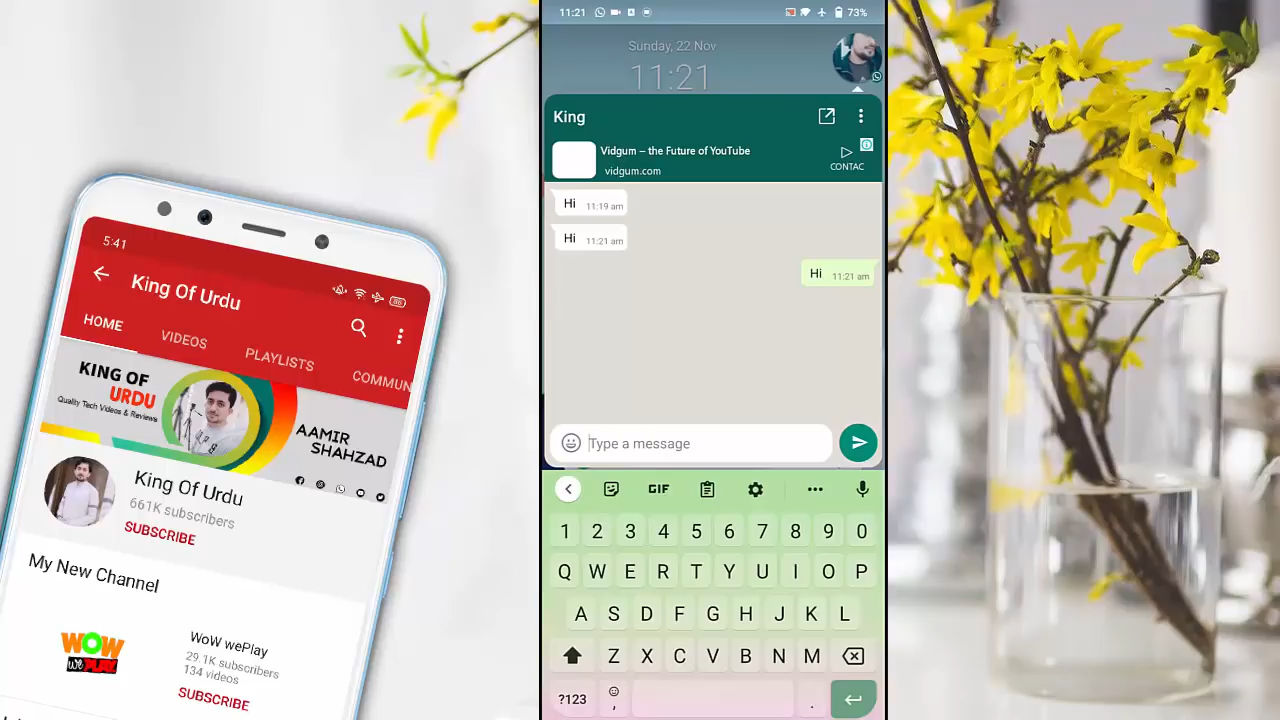 5:41
King Of Urdu
HOME VIDEOS PLAYLISTS COMMUN
KING OF
URDU
Quality Tech Videos & Reviews
AAMIR
SHAHZAD
King Of Urdu
661K subscribers
SUBSCRIBE
My New Channel
WOW
we PLAY
WoW wePlay
29.1K subscribers
134 videos
SUBSCRIBE
11:21 73%
Sunday, 22 Nov
11:21
King
Vidgum – the Future of YouTube
vidgum.com
CONTAC
Hi 11:19 am
Hi 11:21 am
Hi 11:21 am
Type a message
GIF
1 2 3 4 5 6 7 8 9 0
Q W E R T Y U I O P
A S D F G H J K L
Z X C V B N M
?123 , .